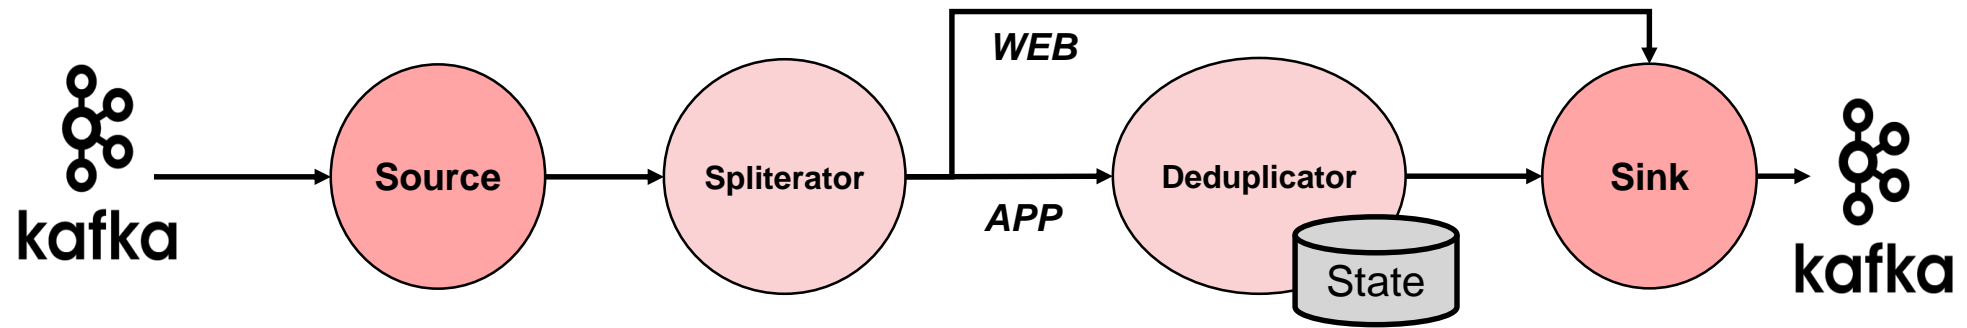 WEB
Source
Spliterator
Deduplicator
Sink
kafka
APP
State
kafka